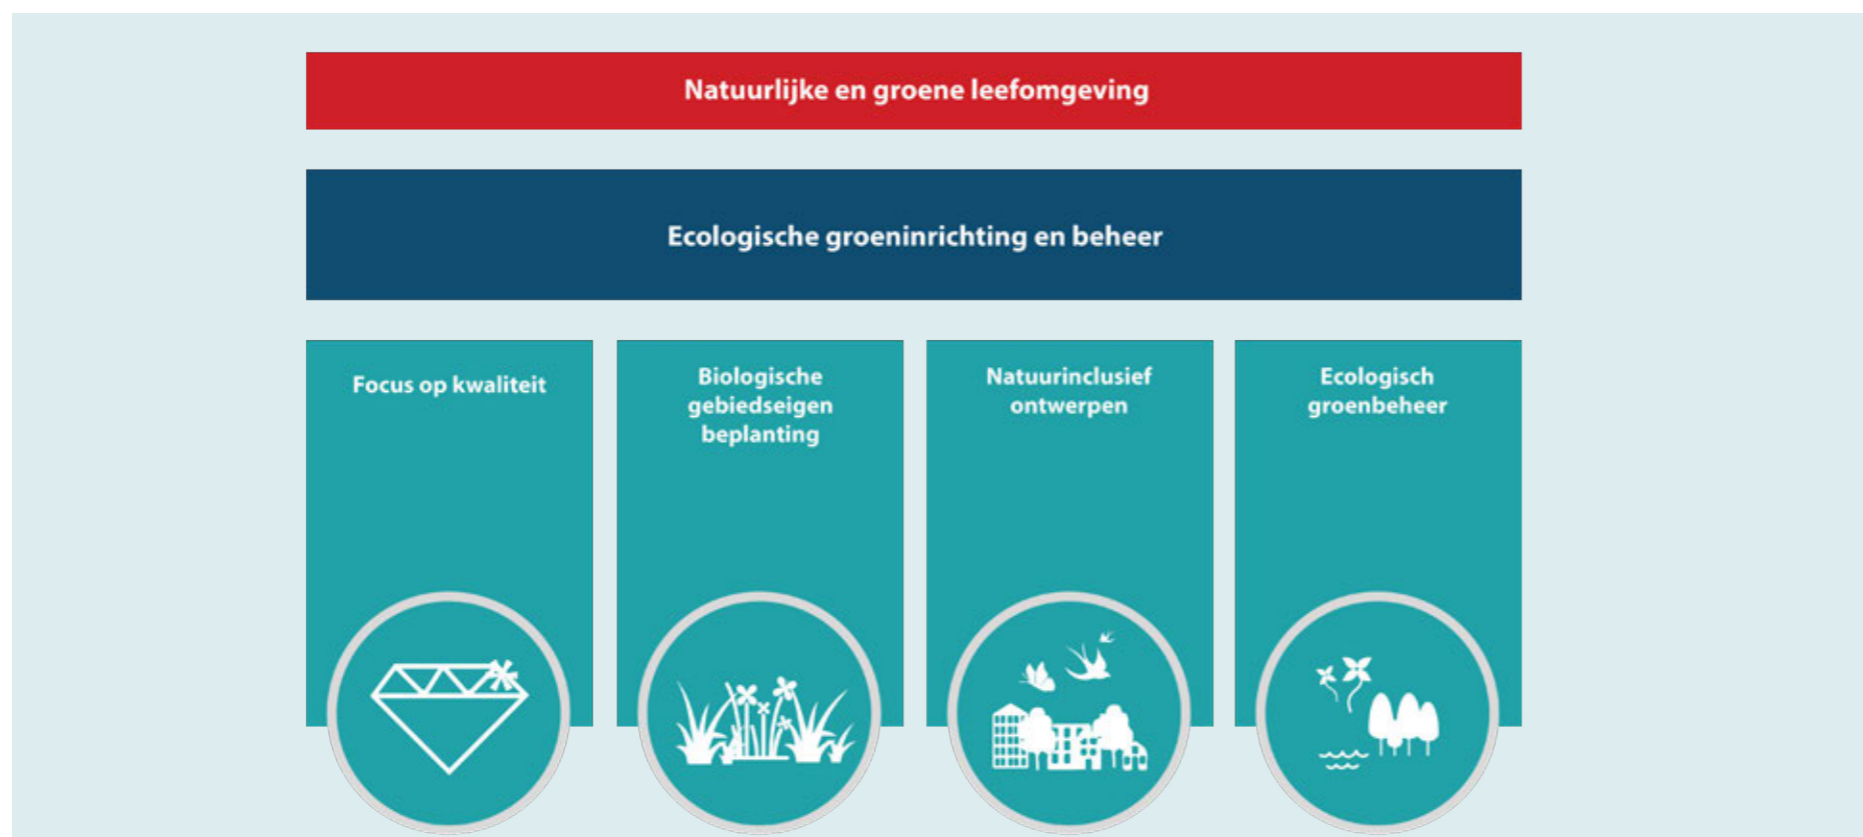 Natuurlijke en groene leefomgeving
Ecologische groeninrichting en beheer
Focus op kwaliteit
Biologische
gebiedseigen
beplanting
Natuurinclusief
ontwerpen
Ecologisch
groenbeheer